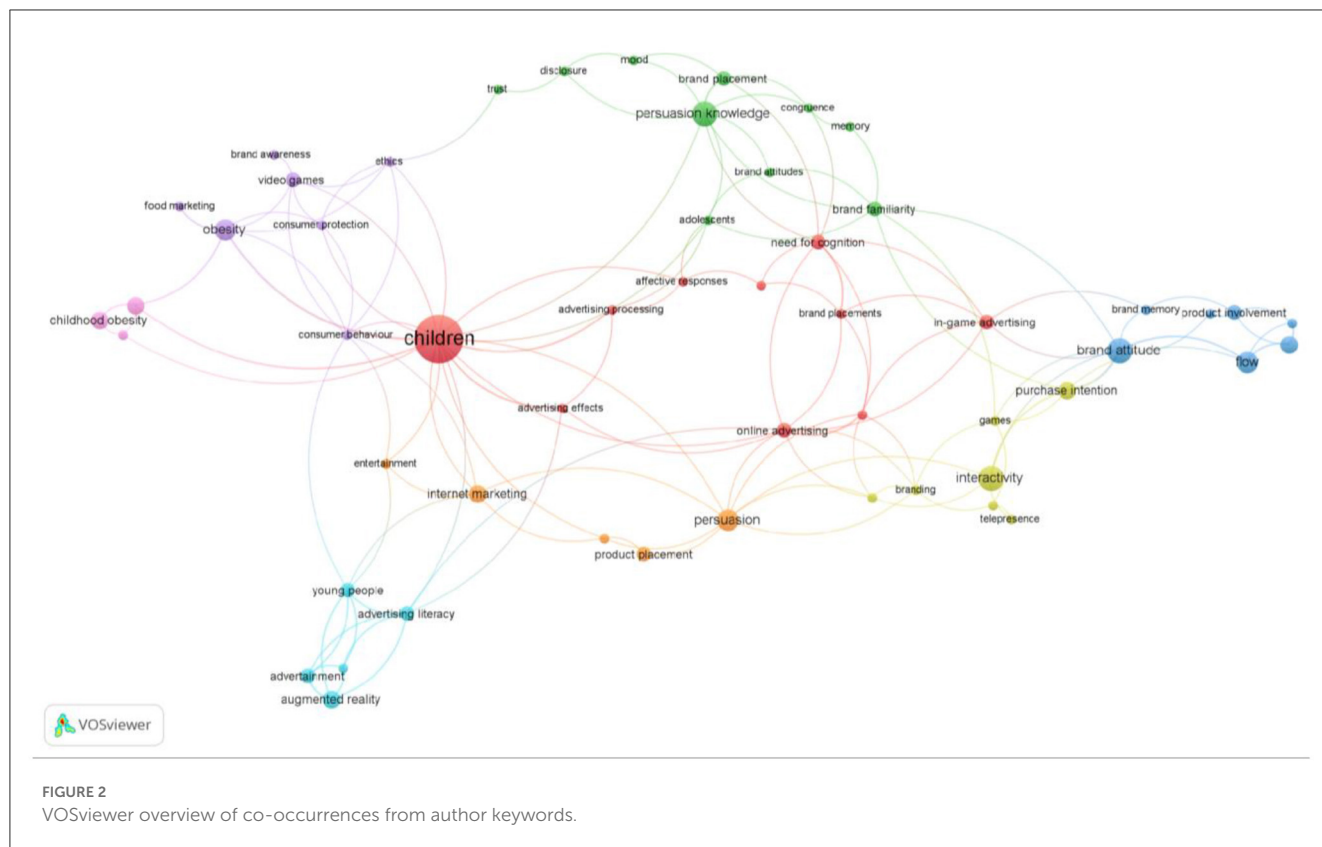 mood
disclosure
brand placement
trust
persuasion knowledge
congruence
memory
brand awareness
ethics
video games
brand attitudes
food marketing
brand familiarity
adolescents
consumer protection
obesity
need for cognition
affective responses
advertising processing
brand placements
brand memory
product involvement
childhood obesity
in-game advertising
consumer behaviour
children
brand attitude
flow
purchase intention
advertising effects
games
online advertising
entertainment
interactivity
internet marketing
branding
persuasion
telepresence
product placement
young people
advertising literacy
advertainment
augmented reality
VOSviewer
FIGURE 2
VOSviewer overview of co-occurrences from author keywords.